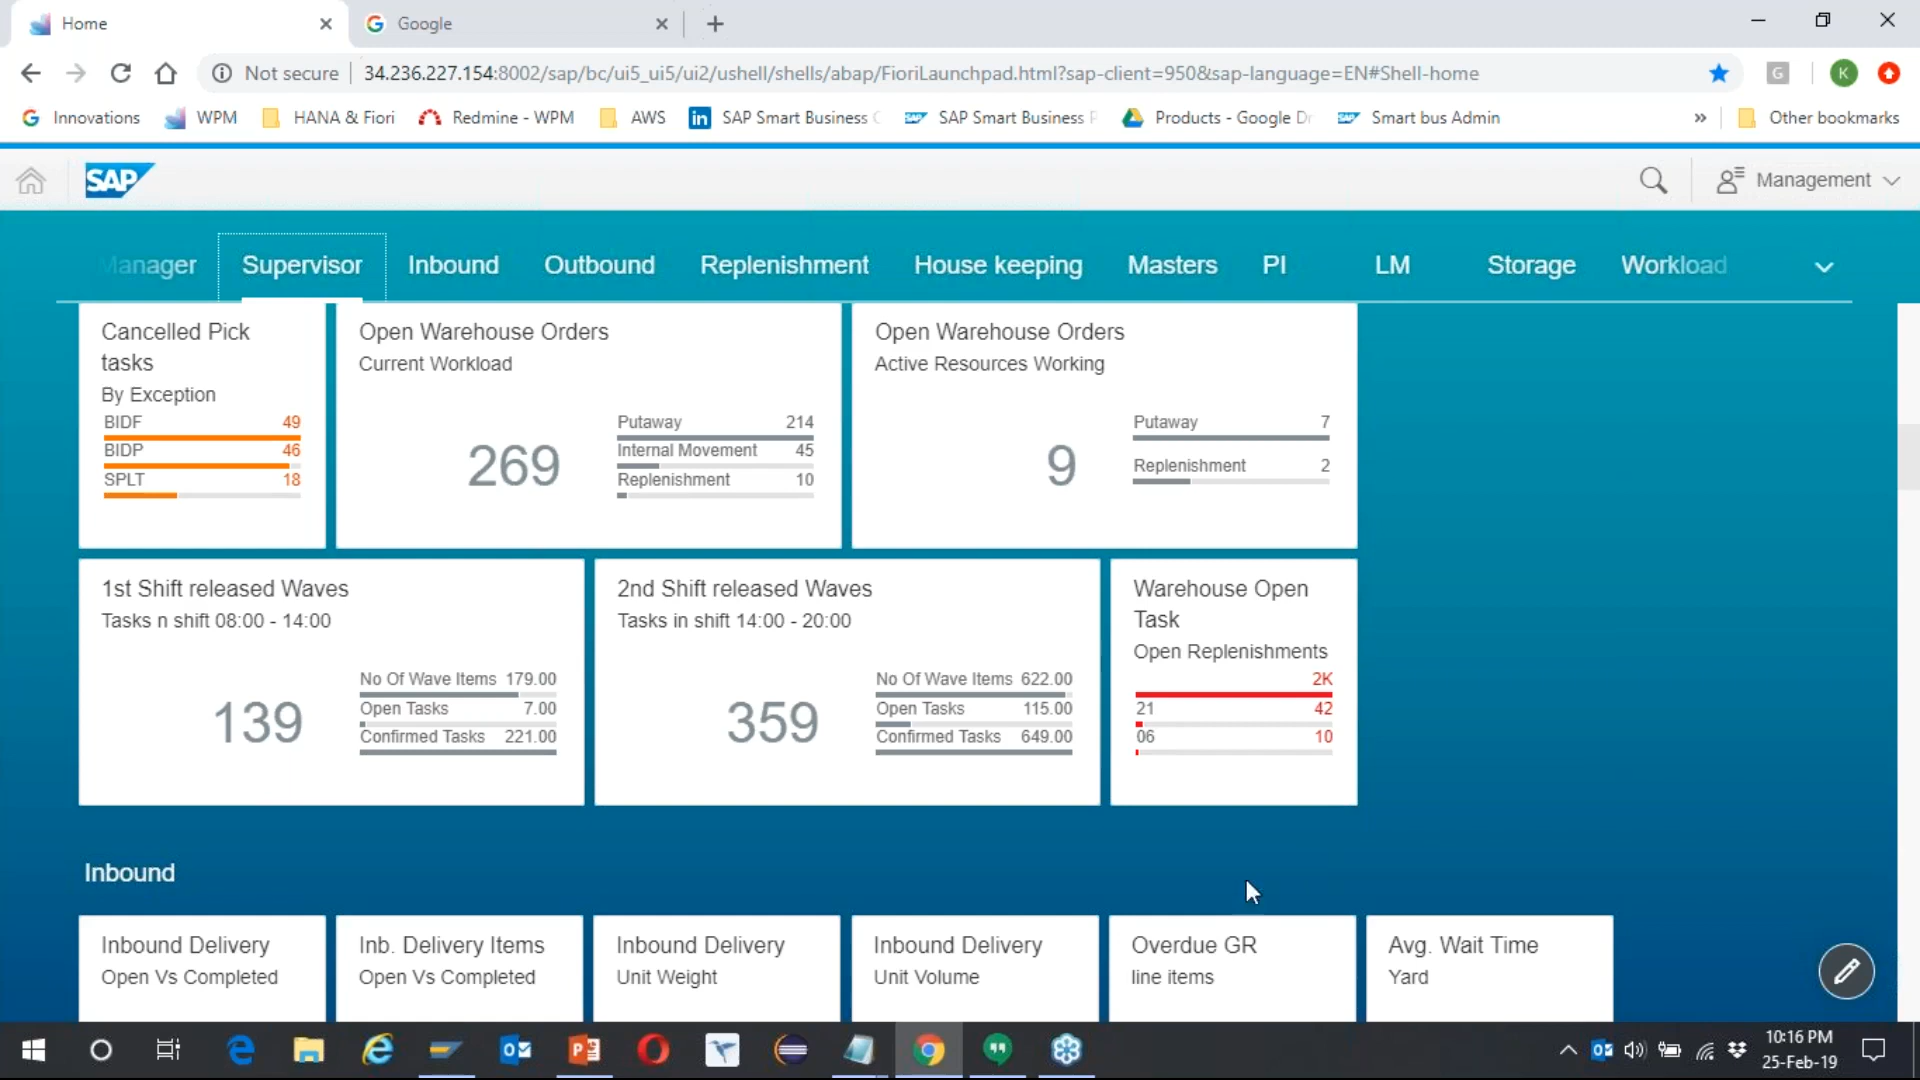 Home
Google
Not secure
34.236.227.154:8002/sap/bc/ui5_ui5/ui2/ushell/shells/abap/FioriLaunchpad.html?sap-client=950&sap-language=EN#Shell-home
G
K
Innovations
WPM
HANA & Fiori
Redmine - WPM
AWS
in
SAP Smart Business C
SAP Smart Business P
Products - Google Dr
Smart bus Admin
»
Other bookmarks
SAP
Management
Manager
Supervisor
Inbound
Outbound
Replenishment
House keeping
Masters
PI
LM
Storage
Workload
Cancelled Pick
tasks
By Exception
BIDF 49
BIDP 46
SPLT 18
Open Warehouse Orders
Current Workload
269
Putaway 214
Internal Movement 45
Replenishment 10
Open Warehouse Orders
Active Resources Working
9
Putaway 7
Replenishment 2
1st Shift released Waves
Tasks n shift 08:00 - 14:00
139
No Of Wave Items 179.00
Open Tasks 7.00
Confirmed Tasks 221.00
2nd Shift released Waves
Tasks in shift 14:00 - 20:00
359
No Of Wave Items 622.00
Open Tasks 115.00
Confirmed Tasks 649.00
Warehouse Open
Task
Open Replenishments
2K
21 42
06 10
Inbound
Inbound Delivery
Open Vs Completed
Inb. Delivery Items
Open Vs Completed
Inbound Delivery
Unit Weight
Inbound Delivery
Unit Volume
Overdue GR
line items
Avg. Wait Time
Yard
10:16 PM
25-Feb-19